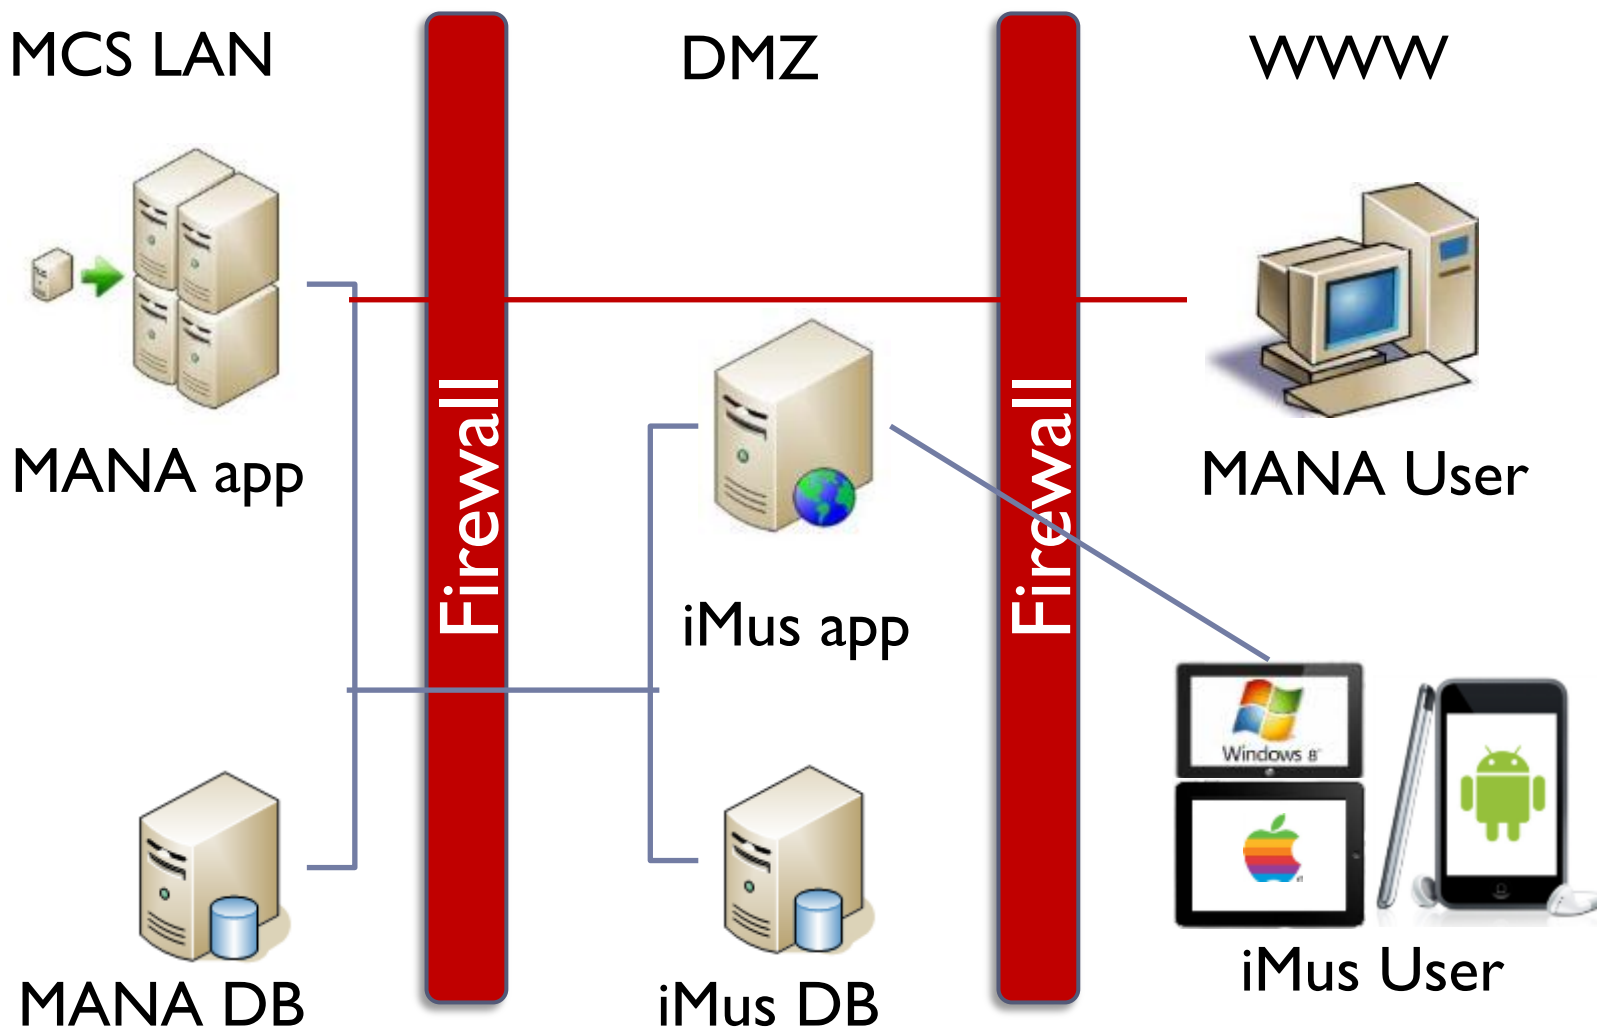 MCS LAN
DMZ
WWW
MANA app
Firewall
iMus app
Firewall
MANA User
Windows 8
MANA DB
iMus DB
iMus User